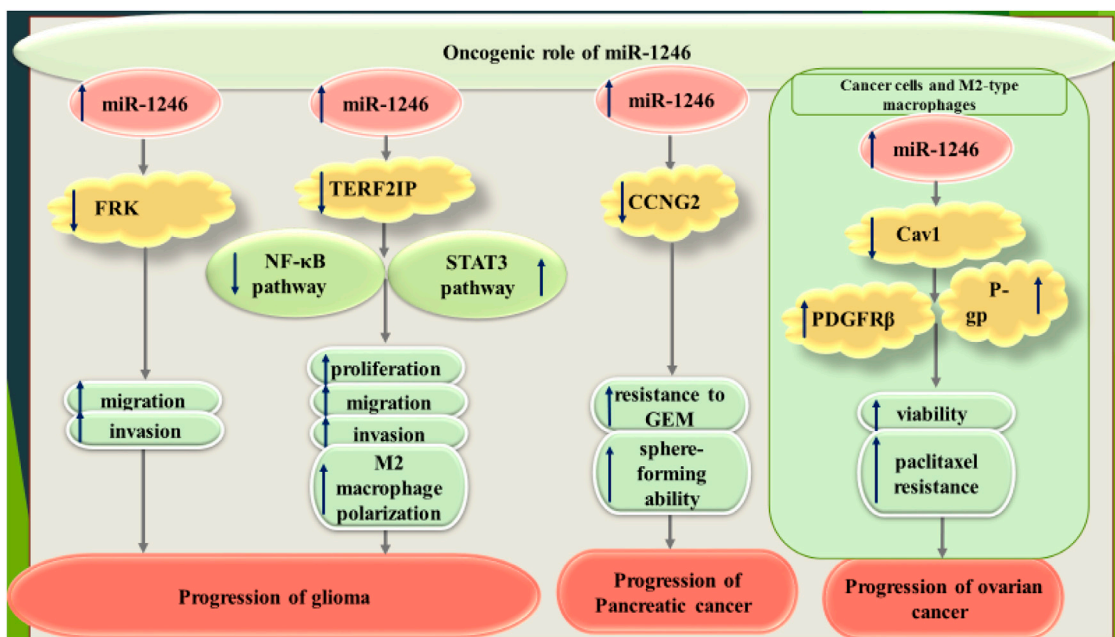 Oncogenic role of miR-1246
miR-1246
FRK
migration
invasion
miR-1246
TERF2IP
NF-κB
pathway
STAT3
pathway
proliferation
migration
invasion
M2
macrophage
polarization
Progression of glioma
miR-1246
CCNG2
resistance to
GEM
sphere-
forming
ability
Progression of
Pancreatic cancer
Cancer cells and M2-type
macrophages
miR-1246
Cav1
PDGFRβ
P-
gp
viability
paclitaxel
resistance
Progression of ovarian
cancer